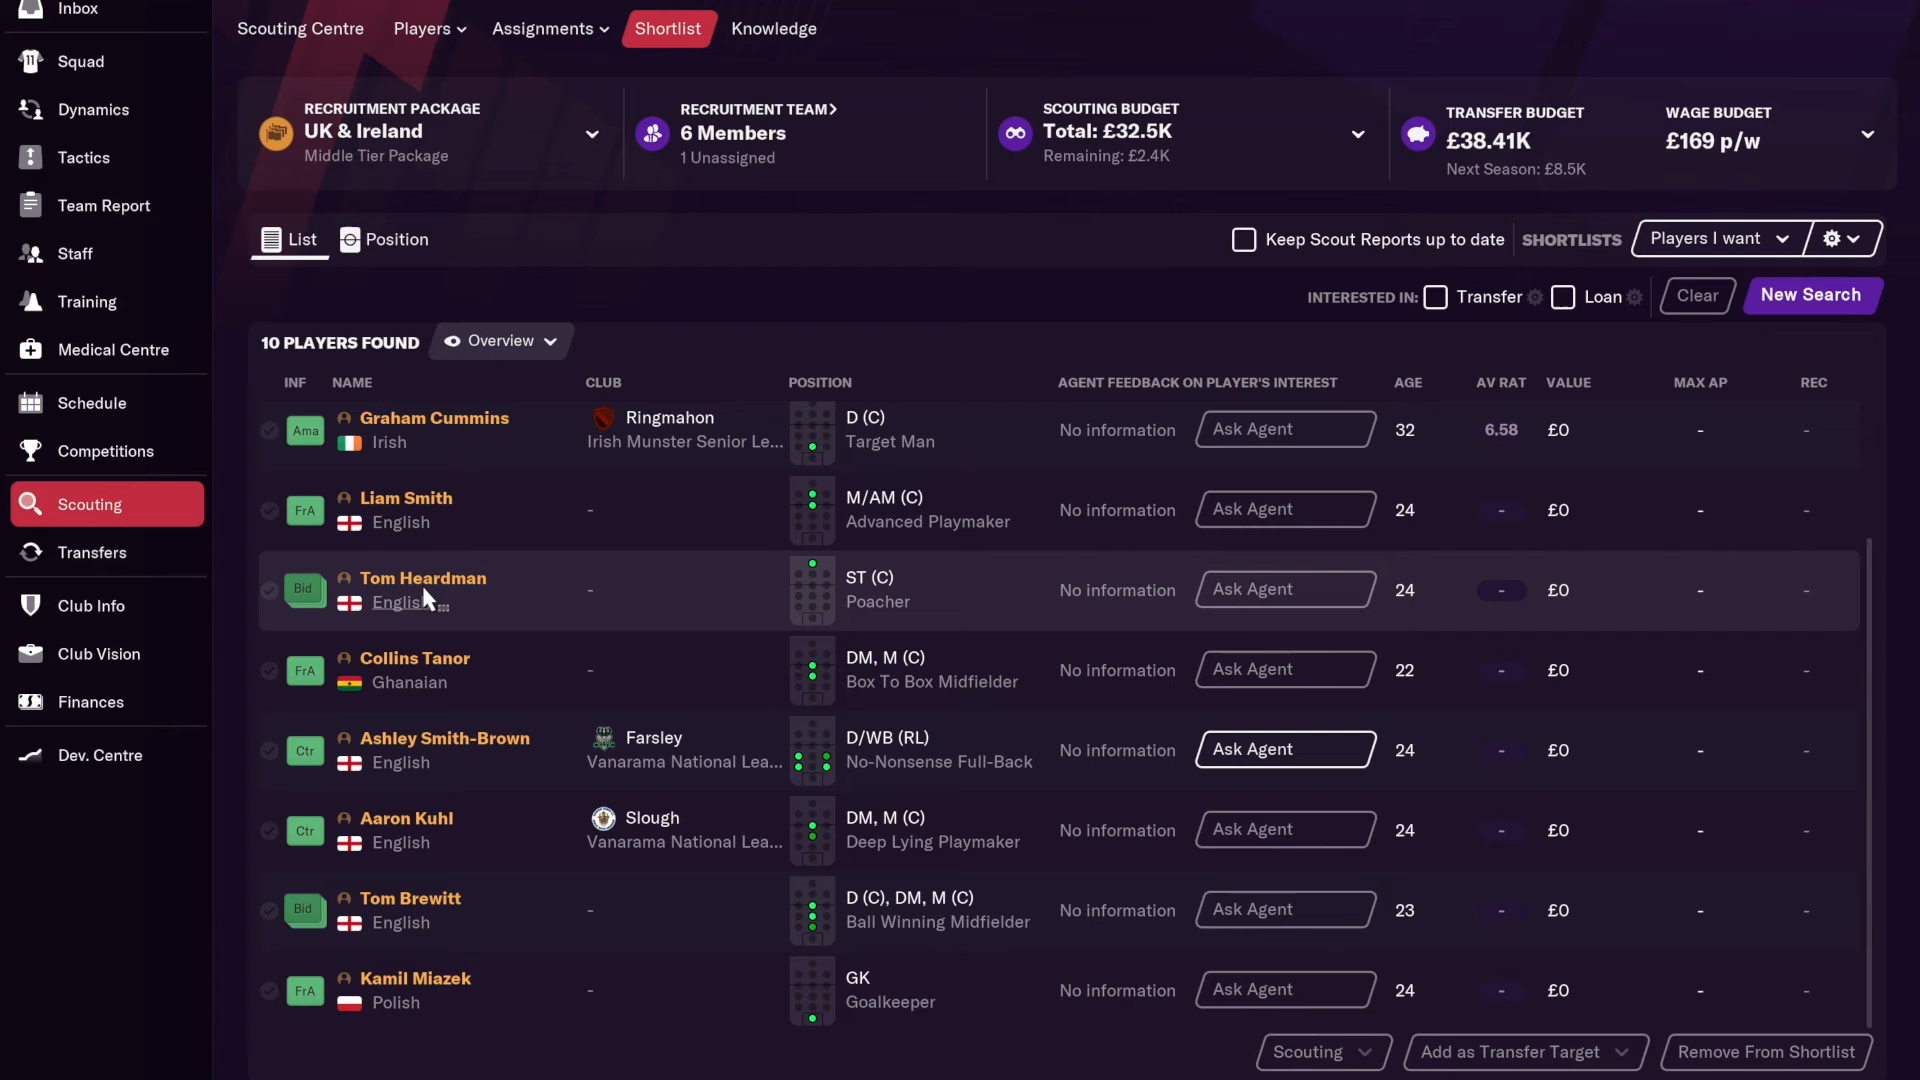 Inbox
Squad
Dynamics
Tactics
Team Report
Staff
Training
Medical Centre
Schedule
Competitions
Scouting
Transfers
Club Info
Club Vision
Finances
Dev. Centre
Scouting Centre Players Assignments Shortlist Knowledge
RECRUITMENT PACKAGE
UK & Ireland
Middle Tier Package
RECRUITMENT TEAM>
6 Members
1 Unassigned
SCOUTING BUDGET
Total: £32.5K
Remaining: £2.4K
TRANSFER BUDGET
£38.41K
Next Season: £8.5K
WAGE BUDGET
£169 p/w
List Position
Keep Scout Reports up to date SHORTLISTS Players I want
INTERESTED IN: Transfer Loan Clear New Search
10 PLAYERS FOUND Overview
INF NAME CLUB POSITION AGENT FEEDBACK ON PLAYER'S INTEREST AGE AV RAT VALUE MAX AP REC
Ama Graham Cummins Ringmahon D (C) No information Ask Agent 32 6.58 £0 - -
Irish Irish Munster Senior Le... Target Man
FrA Liam Smith - M/AM (C) No information Ask Agent 24 - £0 - -
English Advanced Playmaker
Bid Tom Heardman - ST (C) No information Ask Agent 24 - £0 - -
English Poacher
FrA Collins Tanor - DM, M (C) No information Ask Agent 22 - £0 - -
Ghanaian Box To Box Midfielder
Ctr Ashley Smith-Brown Farsley D/WB (RL) No information Ask Agent 24 - £0 - -
English Vanarama National Lea... No-Nonsense Full-Back
Ctr Aaron Kuhl Slough DM, M (C) No information Ask Agent 24 - £0 - -
English Vanarama National Lea... Deep Lying Playmaker
Bid Tom Brewitt - D (C), DM, M (C) No information Ask Agent 23 - £0 - -
English Ball Winning Midfielder
FrA Kamil Miazek - GK No information Ask Agent 24 - £0 - -
Polish Goalkeeper
Scouting Add as Transfer Target Remove From Shortlist